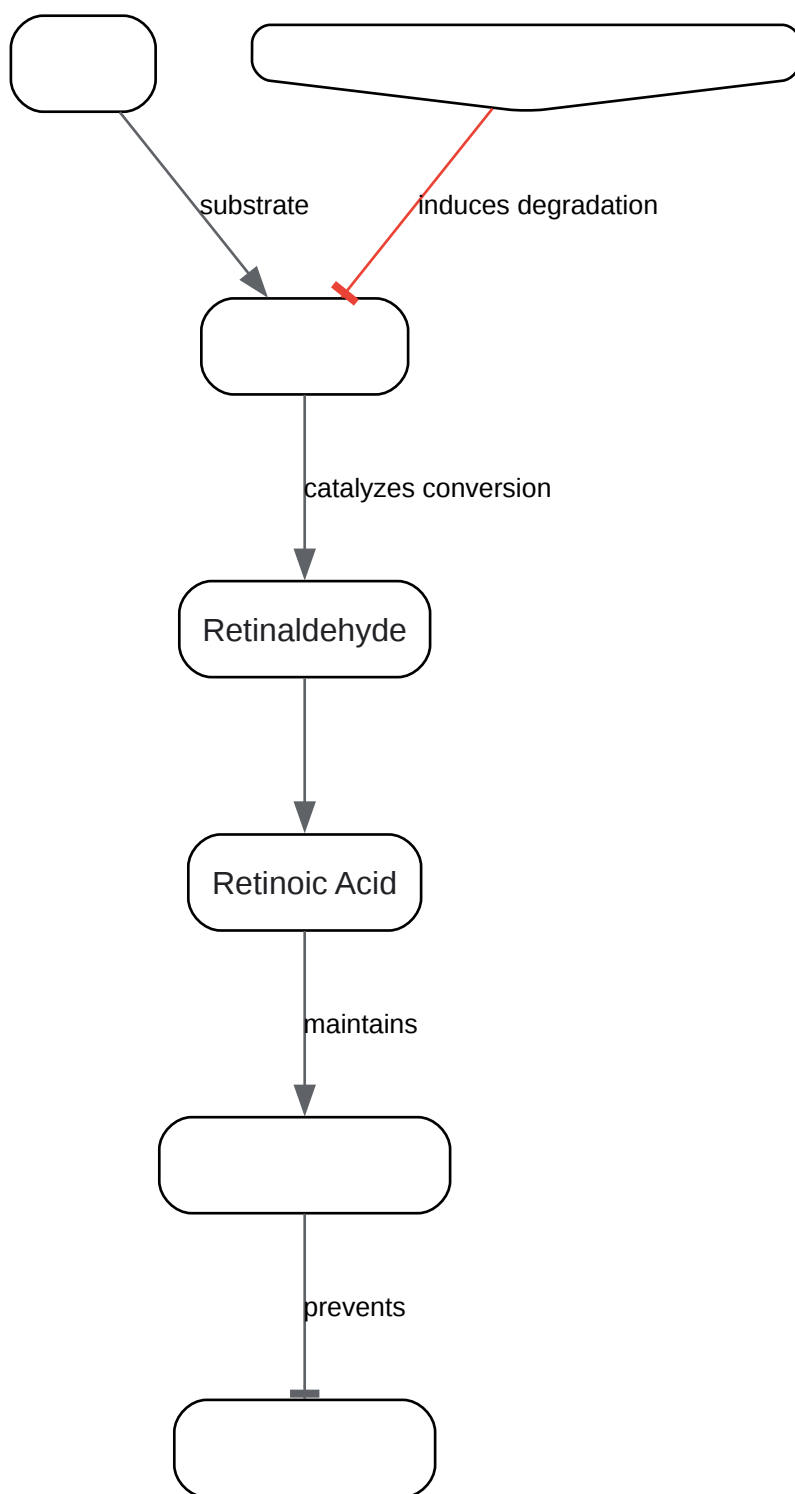 substrate
induces degradation
catalyzes conversion
Retinaldehyde
Retinoic Acid
maintains
prevents